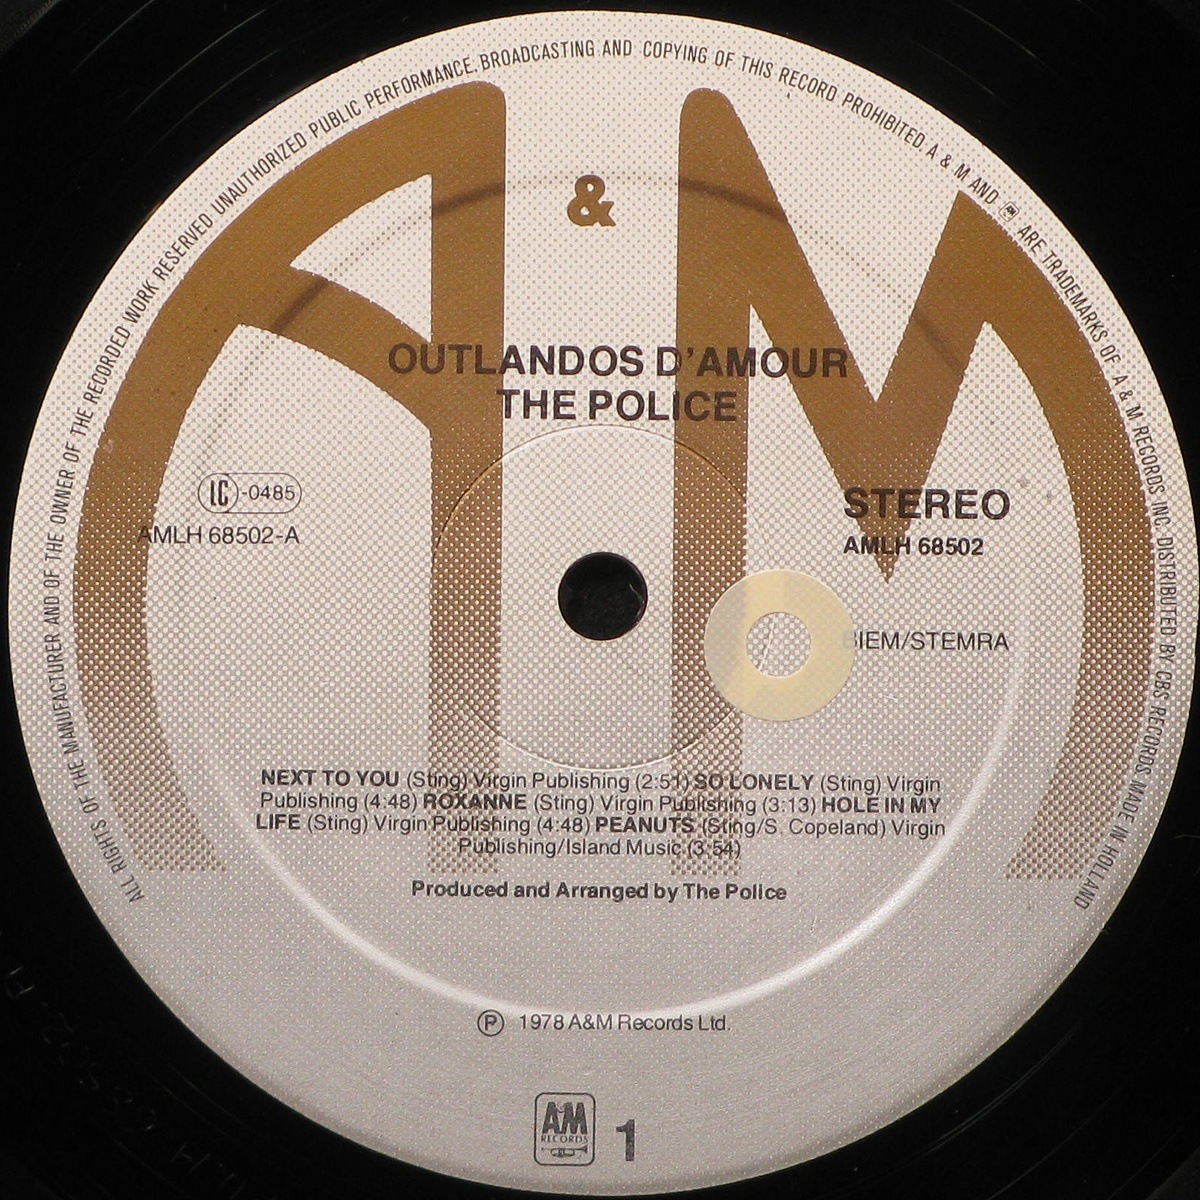 ALL RIGHTS OF THE MANUFACTURER AND OF THE OWNER OF THE RECORDED WORK RESERVED UNAUTHORIZED PUBLIC PERFORMANCE, BROADCASTING AND COPYING OF THIS RECORD PROHIBITED A & M AND AM ARE TRADEMARKS OF A & M RECORDS INC. DISTRIBUTED BY CBS RECORDS MADE IN HOLLAND
A & M
OUTLANDOS D'AMOUR
THE POLICE
LC-0485
AMLH 68502-A
STEREO
AMLH 68502
BIEM/STEMRA
NEXT TO YOU (Sting) Virgin Publishing (2:51) SO LONELY (Sting) Virgin
Publishing (4:48) ROXANNE (Sting) Virgin Publishing (3:13) HOLE IN MY
LIFE (Sting) Virgin Publishing (4:48) PEANUTS (Sting/S. Copeland) Virgin
Publishing/Island Music (3:54)
Produced and Arranged by The Police
Ⓟ 1978 A&M Records Ltd.
AM
RECORDS
1